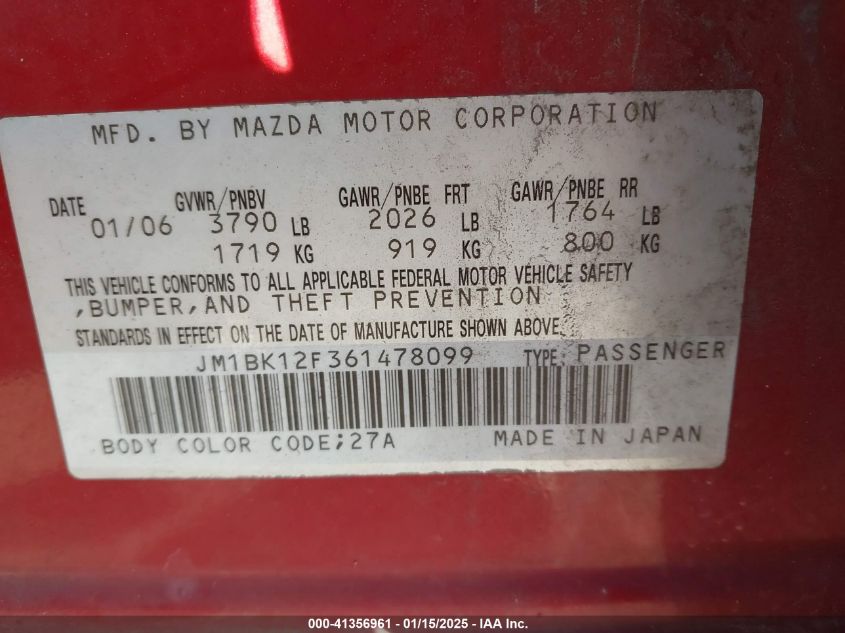 MFD. BY MAZDA MOTOR CORPORATION
DATE GVWR/PNBV GAWR/PNBE FRT GAWR/PNBE RR
01/06 3790 LB 2026 LB 1764 LB
1719 KG 919 KG 800 KG
THIS VEHICLE CONFORMS TO ALL APPLICABLE FEDERAL MOTOR VEHICLE SAFETY
,BUMPER,AND THEFT PREVENTION
STANDARDS IN EFFECT ON THE DATE OF MANUFACTURE SHOWN ABOVE.
JM1BK12F361478099 TYPE: PASSENGER
BODY COLOR CODE;27A MADE IN JAPAN
000-41356961 - 01/15/2025 - IAA Inc.